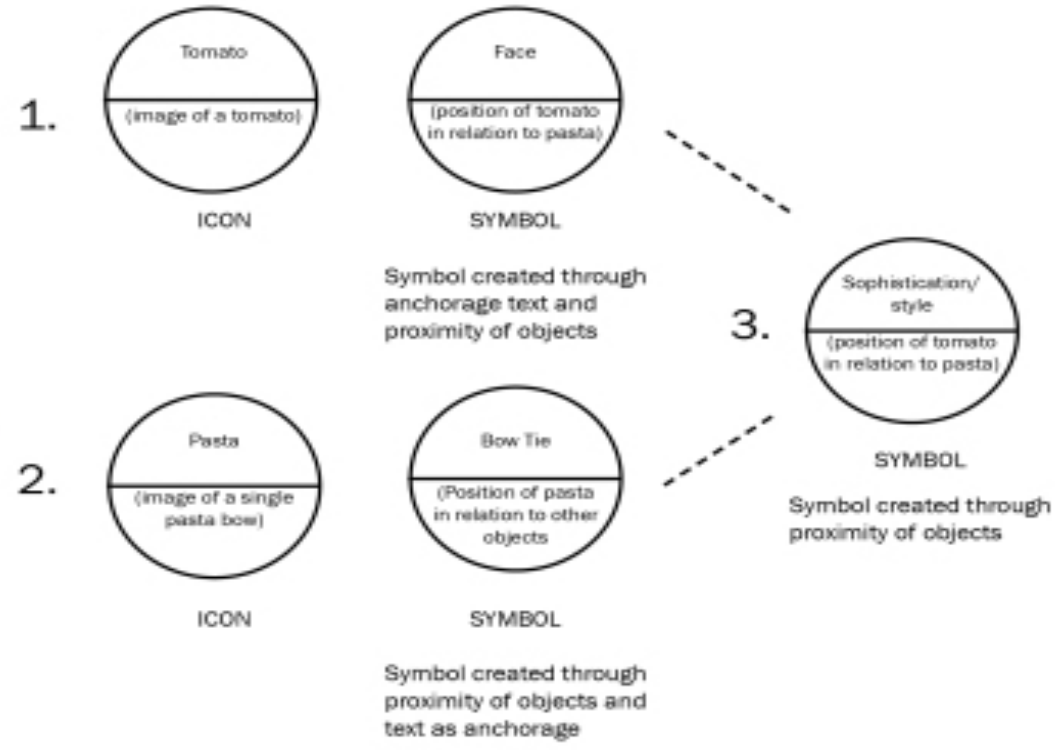 1.
Tomato
(image of a tomato)
ICON
Face
(position of tomato
in relation to pasta)
SYMBOL
Symbol created through
anchorage text and
proximity of objects
2.
Pasta
(image of a single
pasta bow)
ICON
Bow Tie
(Position of pasta
in relation to other
objects
SYMBOL
Symbol created through
proximity of objects and
text as anchorage
3.
Sophistication/
style
(position of tomato
in relation to pasta)
SYMBOL
Symbol created through
proximity of objects